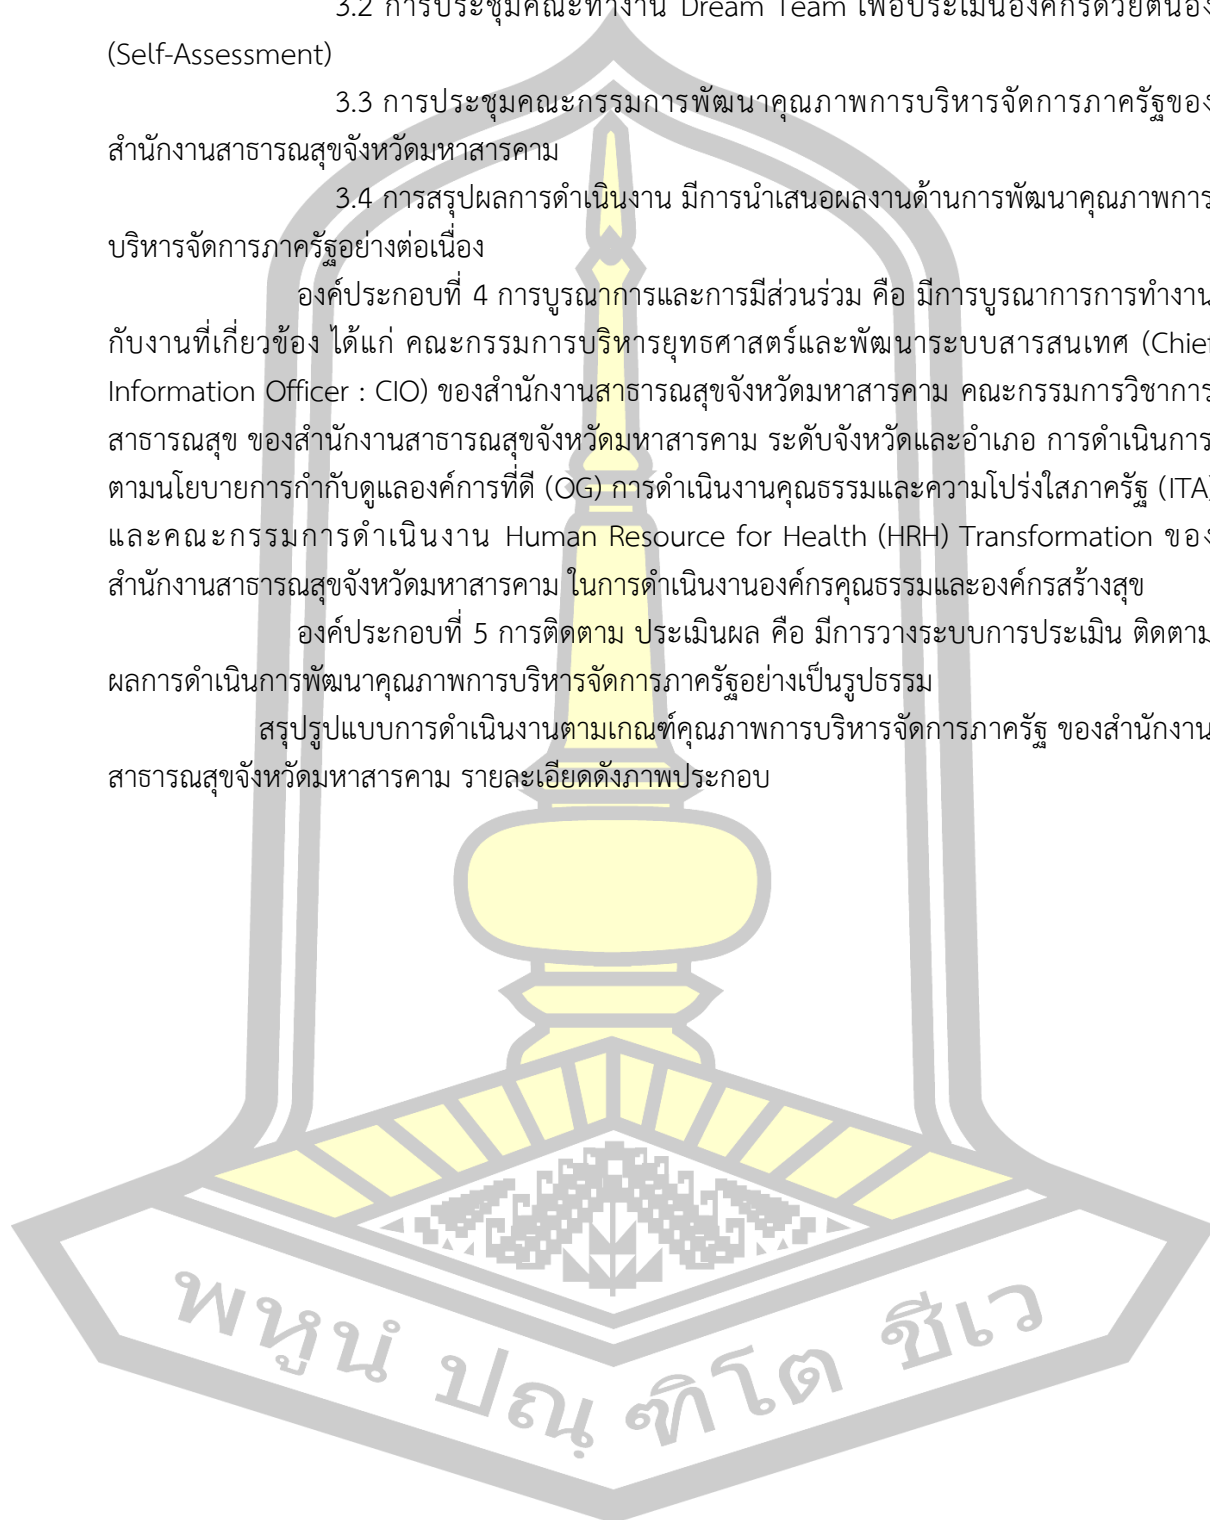 3.2 การประชุมคณะทำงาน Dream Team เพื่อประเมินองค์กรด้วยตนอง
(Self-Assessment)
3.3 การประชุมคณะกรรมการพัฒนาคุณภาพการบริหารจัดการภาครัฐของ
สำนักงานสาธารณสุขจังหวัดมหาสารคาม
3.4 การสรุปผลการดำเนินงาน มีการนำเสนอผลงานด้านการพัฒนาคุณภาพการ
บริหารจัดการภาครัฐอย่างต่อเนื่อง
องค์ประกอบที่ 4 การบูรณาการและการมีส่วนร่วม คือ มีการบูรณาการการทำงาน
กับงานที่เกี่ยวข้อง ได้แก่ คณะกรรมการบริหารยุทธศาสตร์และพัฒนาระบบสารสนเทศ (Chief
Information Officer : CIO) ของสำนักงานสาธารณสุขจังหวัดมหาสารคาม คณะกรรมการวิชาการ
สาธารณสุข ของสำนักงานสาธารณสุขจังหวัดมหาสารคาม ระดับจังหวัดและอำเภอ การดำเนินการ
ตามนโยบายการกำกับดูแลองค์การที่ดี (OG) การดำเนินงานคุณธรรมและความโปร่งใสภาครัฐ (ITA)
และคณะกรรมการดำเนินงาน Human Resource for Health (HRH) Transformation ของ
สำนักงานสาธารณสุขจังหวัดมหาสารคาม ในการดำเนินงานองค์กรคุณธรรมและองค์กรสร้างสุข
องค์ประกอบที่ 5 การติดตาม ประเมินผล คือ มีการวางระบบการประเมิน ติดตาม
ผลการดำเนินการพัฒนาคุณภาพการบริหารจัดการภาครัฐอย่างเป็นรูปธรรม
สรุปรูปแบบการดำเนินงานตามเกณฑ์คุณภาพการบริหารจัดการภาครัฐ ของสำนักงาน
สาธารณสุขจังหวัดมหาสารคาม รายละเอียดดังภาพประกอบ
พหูนํ ปณฺ ฑิโต ชีเว